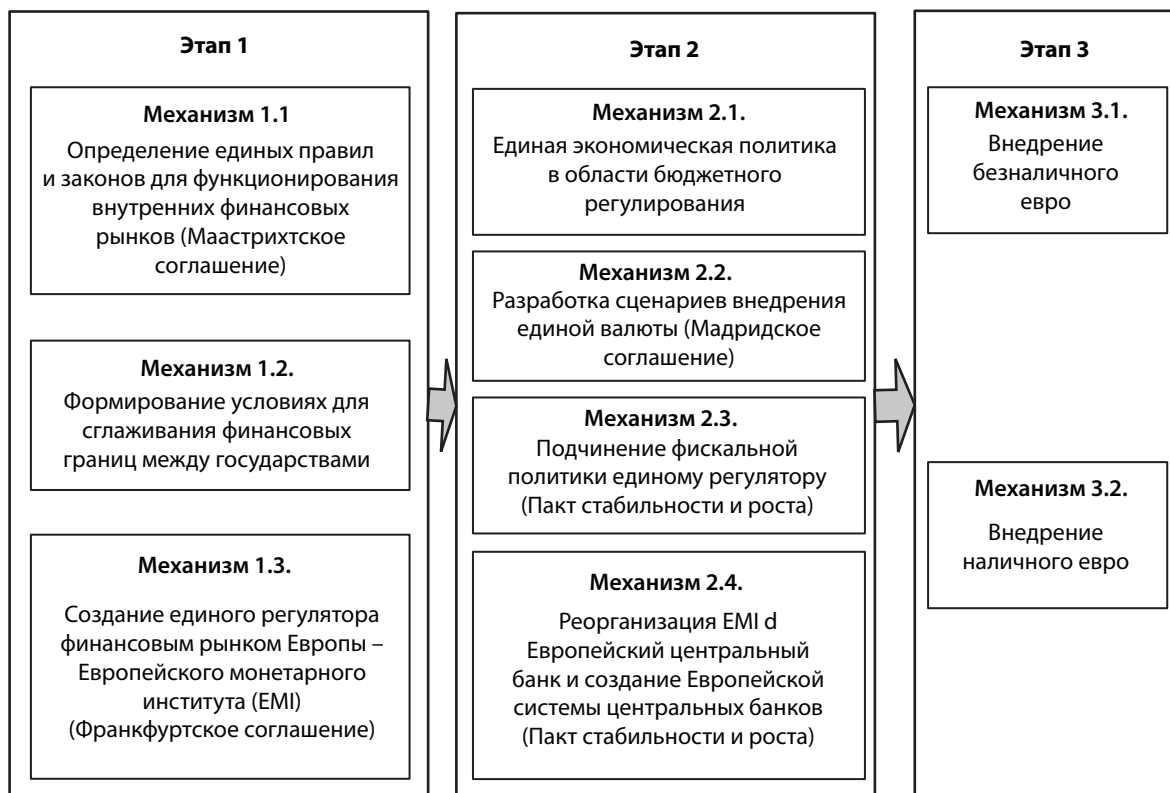 Этап 1
Механизм 1.1
Определение единых правил
и законов для функционирования
внутренних финансовых
рынков (Маастрихтское
соглашение)
Механизм 1.2.
Формирование условиях для
сглаживания финансовых
границ между государствами
Механизм 1.3.
Создание единого регулятора
финансовым рынком Европы –
Европейского монетарного
института (EMI)
(Франкфуртское соглашение)
Этап 2
Механизм 2.1.
Единая экономическая политика
в области бюджетного
регулирования
Механизм 2.2.
Разработка сценариев внедрения
единой валюты (Мадридское
соглашение)
Механизм 2.3.
Подчинение фискальной
политики единому регулятору
(Пакт стабильности и роста)
Механизм 2.4.
Реорганизация EMI d
Европейский центральный
банк и создание Европейской
системы центральных банков
(Пакт стабильности и роста)
Этап 3
Механизм 3.1.
Внедрение
безналичного
евро
Механизм 3.2.
Внедрение
наличного евро